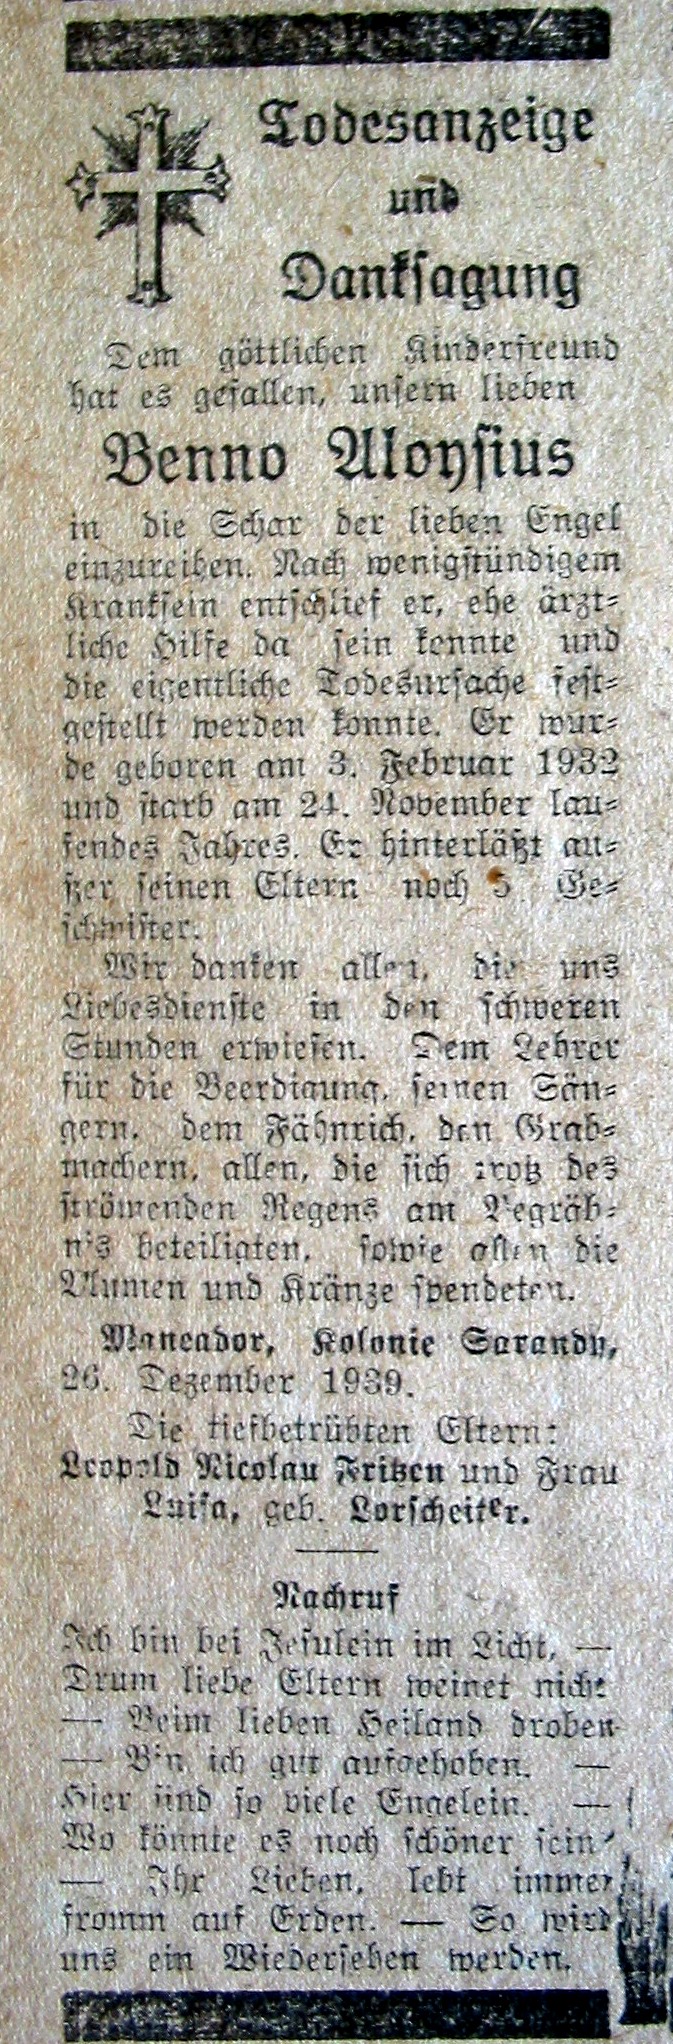 Todesanzeige
und
Danksagung
Dem göttlichen Kinderfreund
hat es gefallen, unsern lieben
Benno Aloysius
in die Schar der lieben Engel
einzureihen. Nach wenigstündigem
Kranksein entschlief er, ehe ärzt-
liche Hilfe da sein konnte und
die eigentliche Todesursache fest-
gestellt werden konnte. Er wur-
de geboren am 3. Februar 1932
und starb am 24. November lau-
fendes Jahres. Er hinterläßt au-
ßer seinen Eltern noch Ge-
schwister.
Wir danken allen, die uns
Liebesdienste in den schweren
Stunden erwiesen. Dem Lehrer
für die Beerdigung, seinen Sän-
gern, dem Fähnrich, den Grab-
machern, allen, die sich trotz des
strömenden Regens am Begräb-
nis beteiligten, sowie allen die
Blumen und Kränze spendeten.
Mancador, Kolonie Sarandy,
26. Dezember 1939.
Die tiefbetrübten Eltern:
Leopold Nicolau Fritzen und Frau
Luisa, geb. Lorscheiter.
Nachruf
Ich bin bei Jesulein im Licht, —
Drum liebe Eltern weinet nicht
— Beim lieben Heiland droben
— Bin ich gut aufgehoben. —
Hier sind so viele Engelein. —
Wo könnte es noch schöner sein
— Ihr Lieben, lebt immer
fromm auf Erden. — So wird
uns ein Wiedersehen werden.